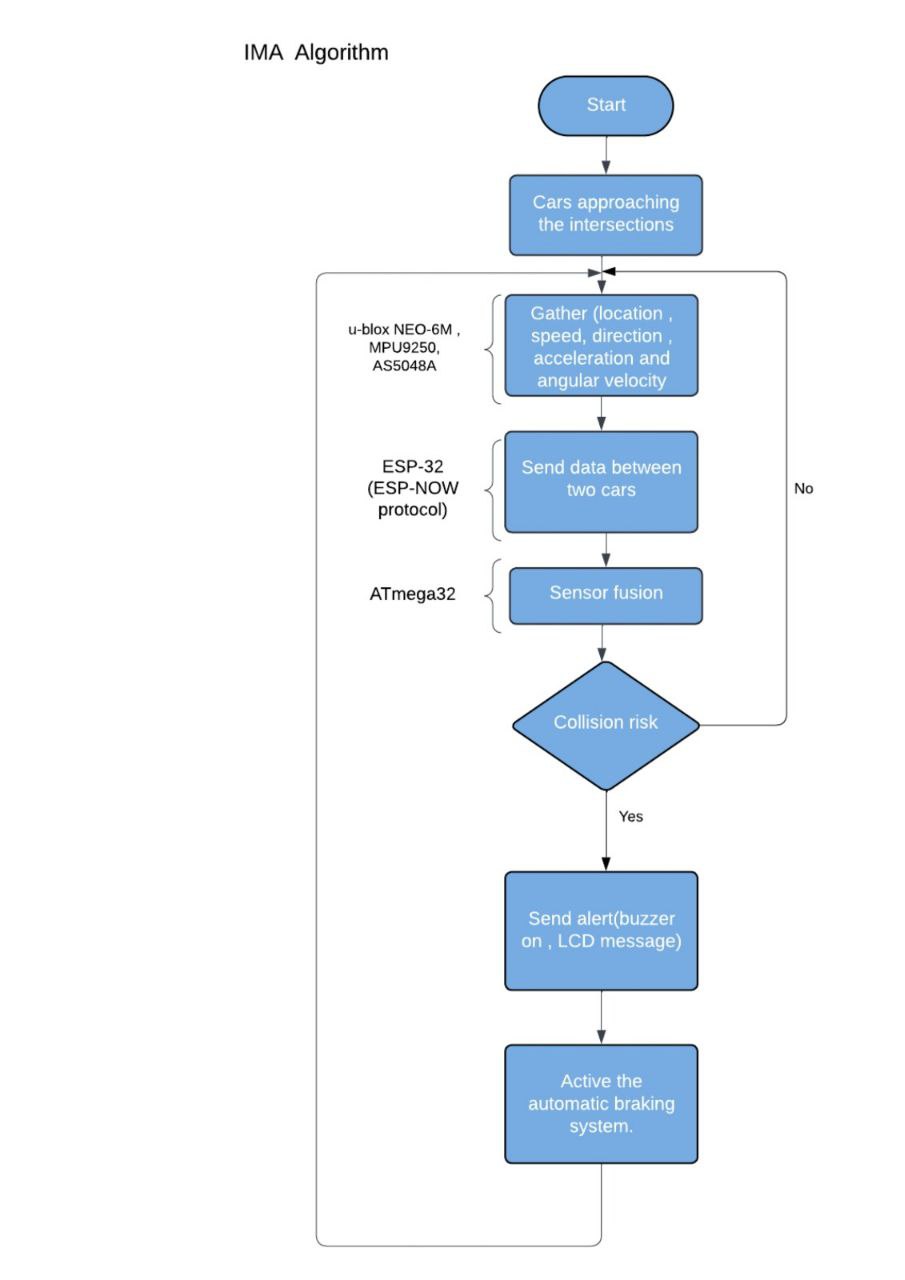 IMA Algorithm
Start
Cars approaching
the intersections
u-blox NEO-6M ,
MPU9250,
AS5048A
Gather (location ,
speed, direction ,
acceleration and
angular velocity
ESP-32
(ESP-NOW
protocol)
Send data between
two cars
No
ATmega32
Sensor fusion
Collision risk
Yes
Send alert(buzzer
on , LCD message)
Active the
automatic braking
system.